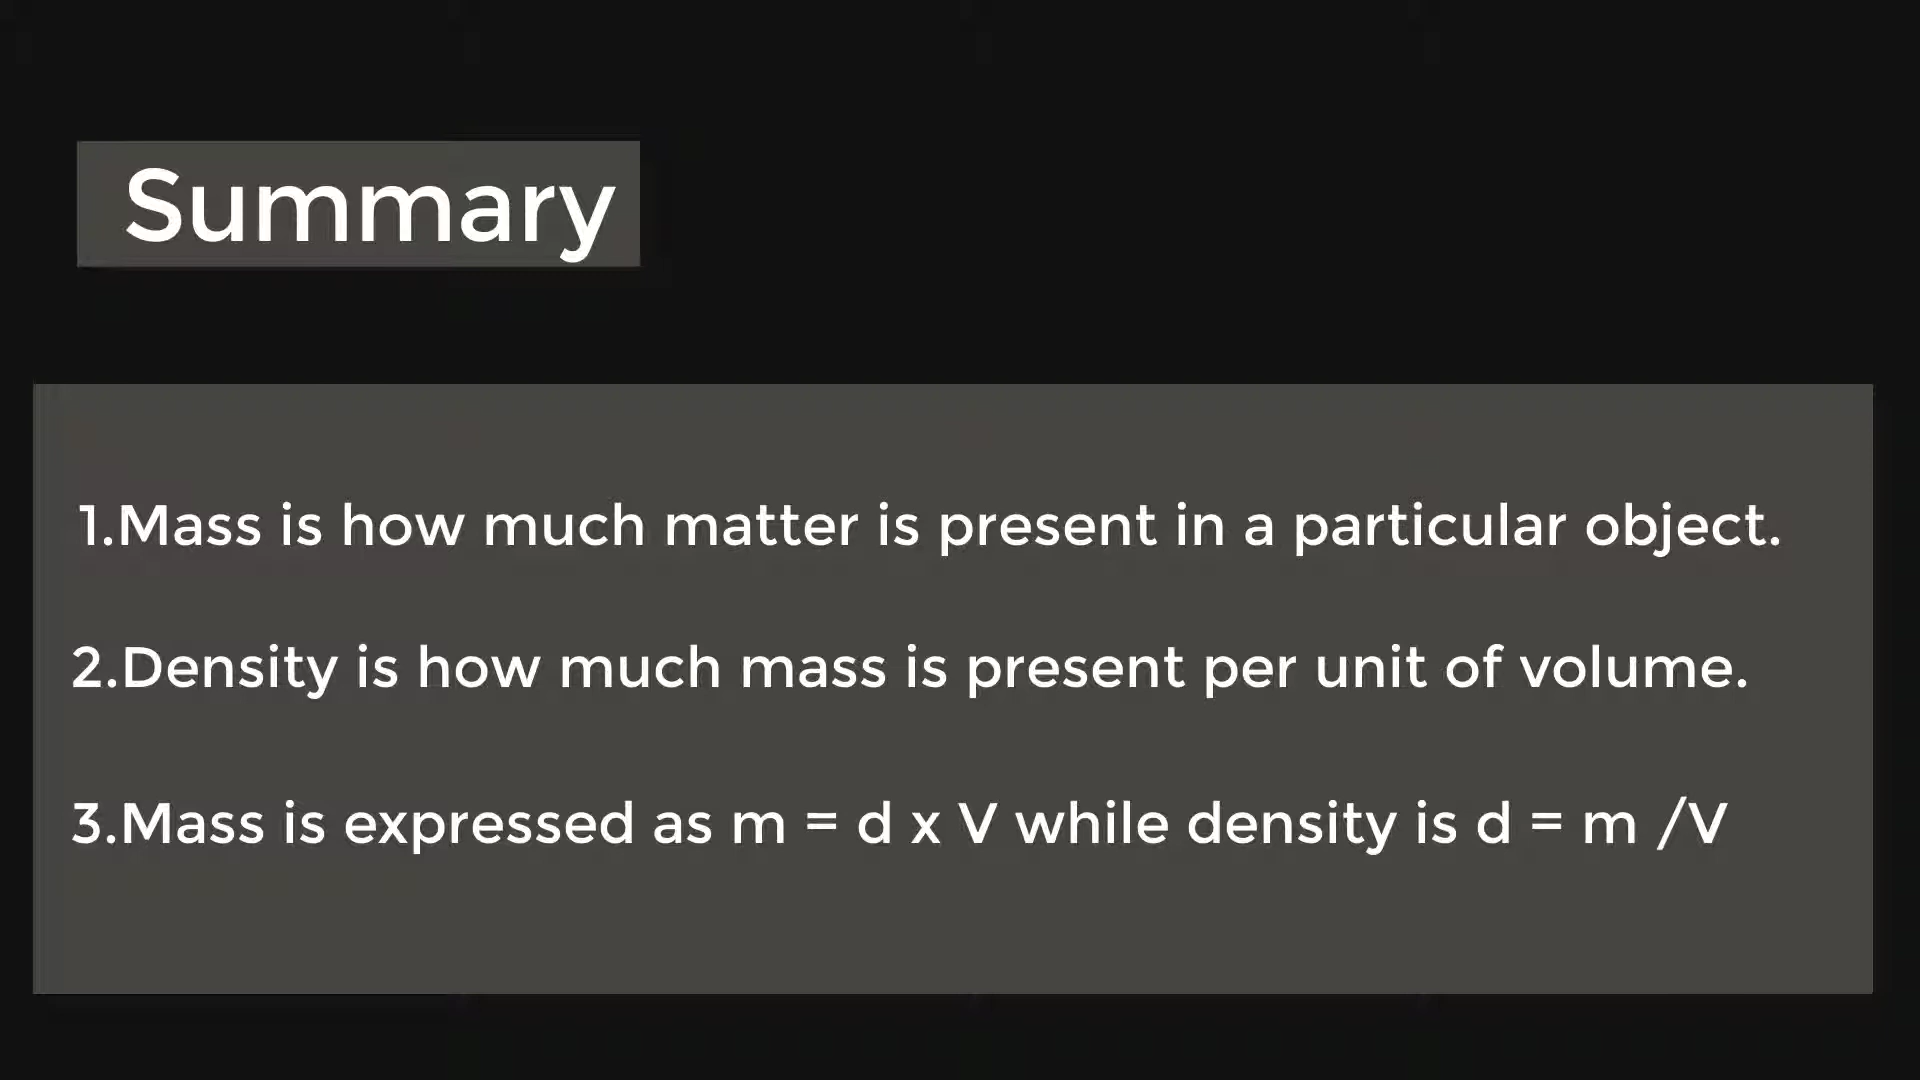 Summary
1.Mass is how much matter is present in a particular object.
2.Density is how much mass is present per unit of volume.
3.Mass is expressed as m = d x V while density is d = m /V